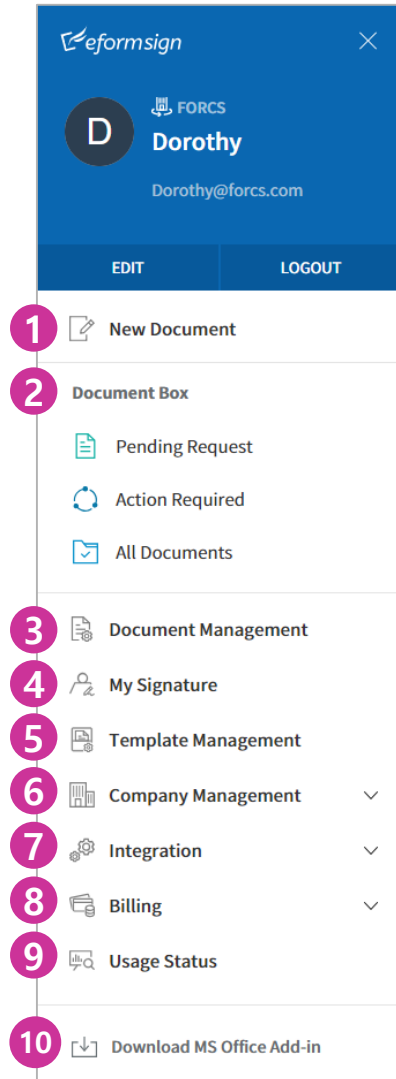 eformsign
D
FORCS
Dorothy
Dorothy@forcs.com
EDIT LOGOUT
1 New Document
2 Document Box
Pending Request
Action Required
All Documents
3 Document Management
4 My Signature
5 Template Management
6 Company Management
7 Integration
8 Billing
9 Usage Status
10 Download MS Office Add-in